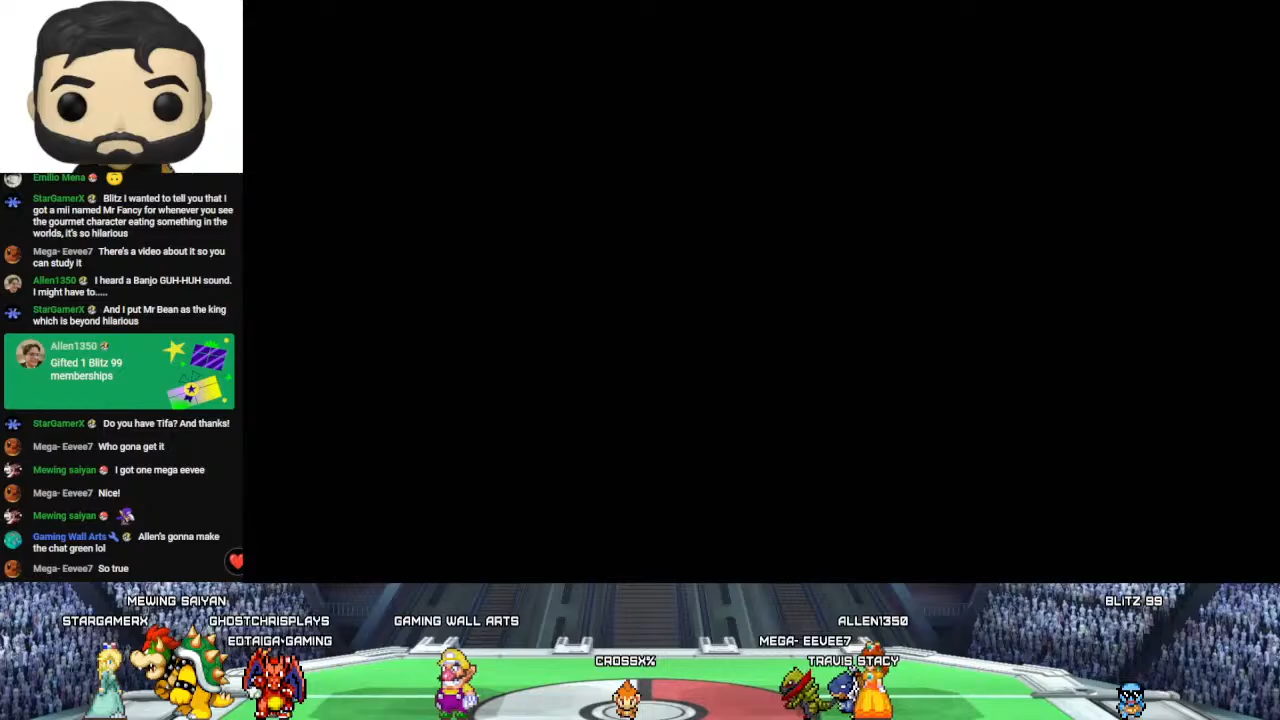 Emilio Mena
StarGamerX Blitz I wanted to tell you that I
got a mii named Mr Fancy for whenever you see
the gourmet character eating something in the
worlds, it's so hilarious
Mega- Eevee7 There's a video about it so you
can study it
Allen1350 I heard a Banjo GUH-HUH sound.
I might have to.....
StarGamerX And I put Mr Bean as the king
which is beyond hilarious
Allen1350
Gifted 1 Blitz 99
memberships
StarGamerX Do you have Tifa? And thanks!
Mega- Eevee7 Who gona get it
Mewing saiyan I got one mega eevee
Mega- Eevee7 Nice!
Mewing saiyan
Gaming Wall Arts Allen's gonna make
the chat green lol
Mega- Eevee7 So true
MEWING SAIYAN
BLITZ 99
STARGAMERX
GHOSTCHRISPLAYS
GAMING WALL ARTS
ALLEN1350
EOTAIGA-GAMING
MEGA- EEVEE7
CROSSX%
TRAVIS STACY